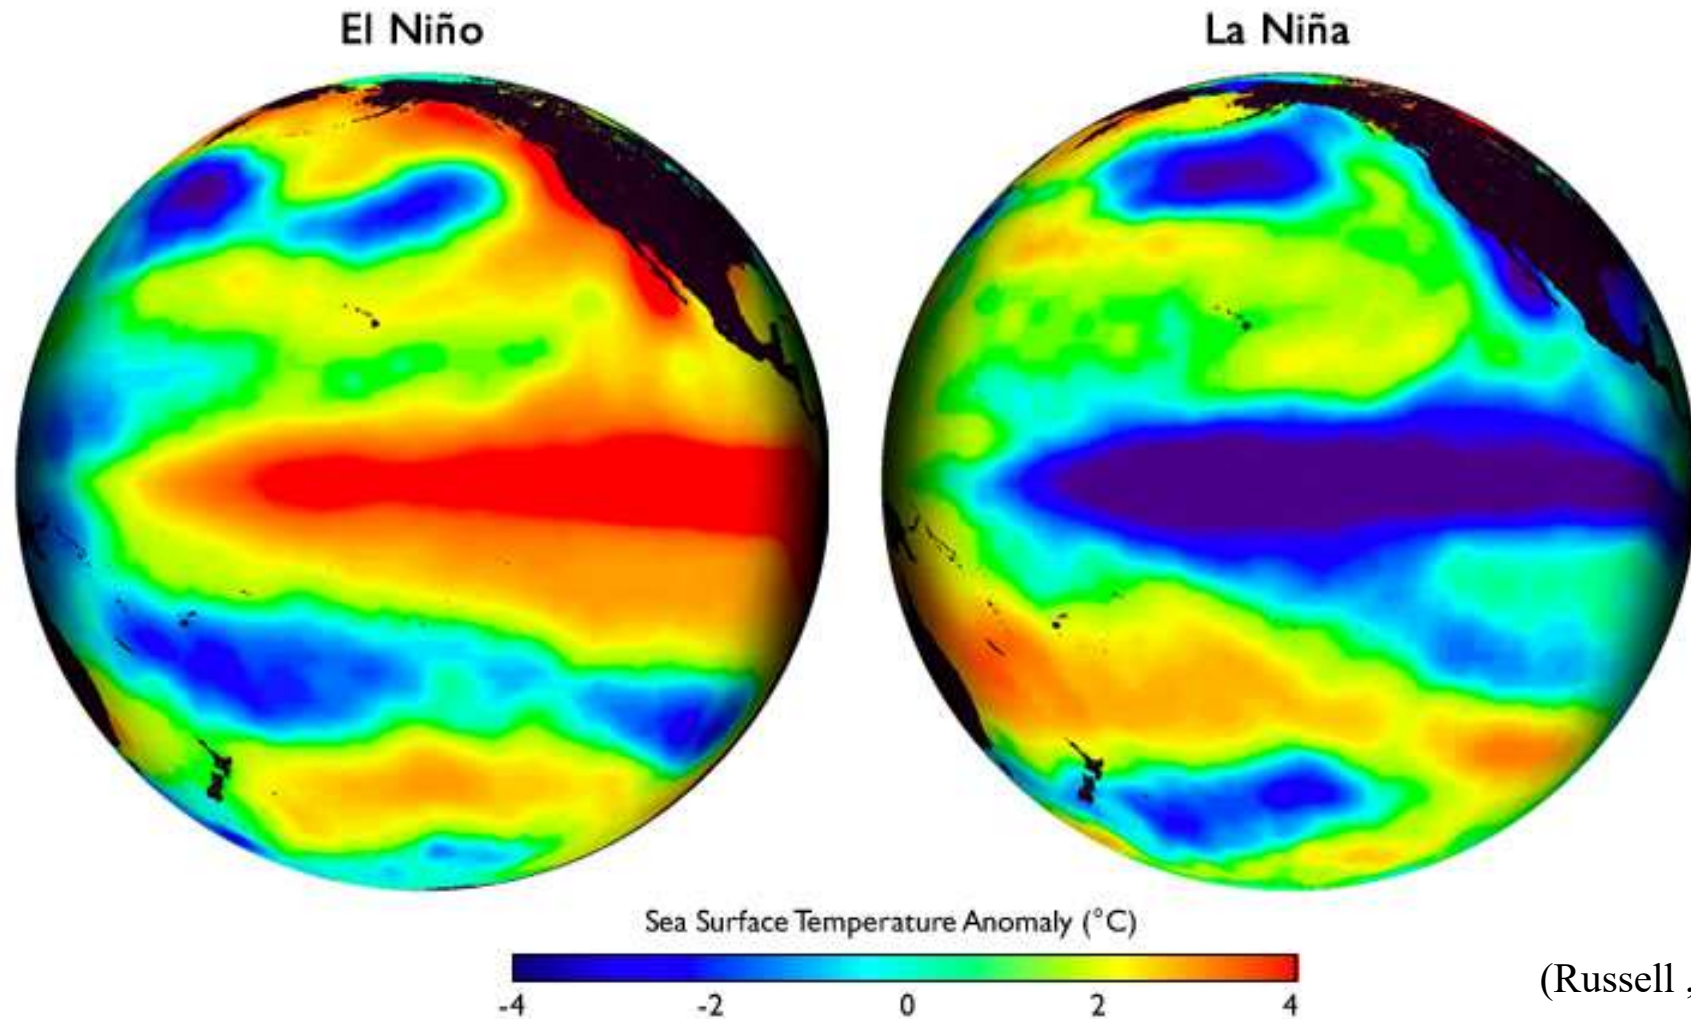 El Niño
La Niña
Sea Surface Temperature Anomaly (°C)
-4 -2 0 2 4
(Russell ,